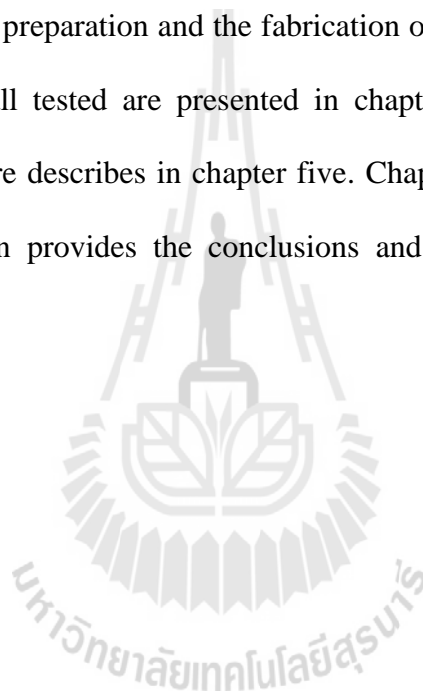 preparation and the fabrication o
ll tested are presented in chapt
re describes in chapter five. Chap
n provides the conclusions and
มหาวิทยาลัยเทคโนโลยีสุรนารี